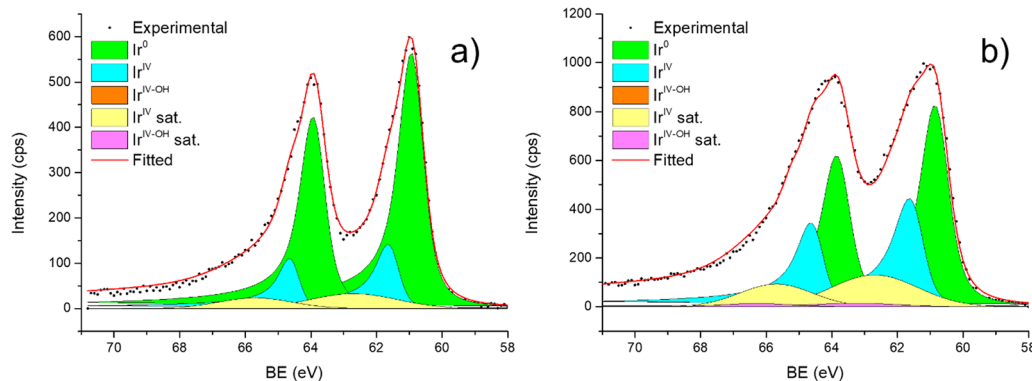 a)
Experimental
Ir⁰
Irᴵⱽ
Irᴵⱽ⁻ᴼᴴ
Irᴵⱽ sat.
Irᴵⱽ⁻ᴼᴴ sat.
Fitted
600
500
400
300
200
100
0
Intensity (cps)
70 68 66 64 62 60 58
BE (eV)
b)
Experimental
Ir⁰
Irᴵⱽ
Irᴵⱽ⁻ᴼᴴ
Irᴵⱽ sat.
Irᴵⱽ⁻ᴼᴴ sat.
Fitted
1200
1000
800
600
400
200
0
Intensity (cps)
70 68 66 64 62 60 58
BE (eV)